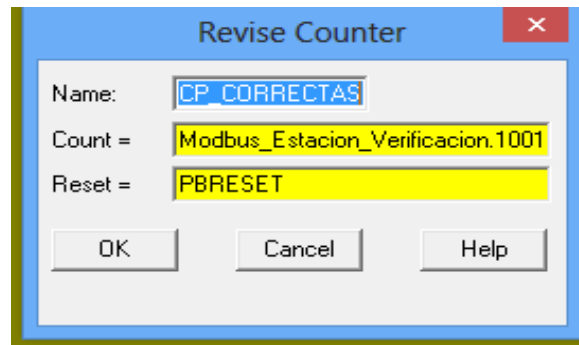 Revise Counter
Name: CP_CORRECTAS
Count = Modbus_Estacion_Verificacion.1001
Reset = PBRESET
OK Cancel Help